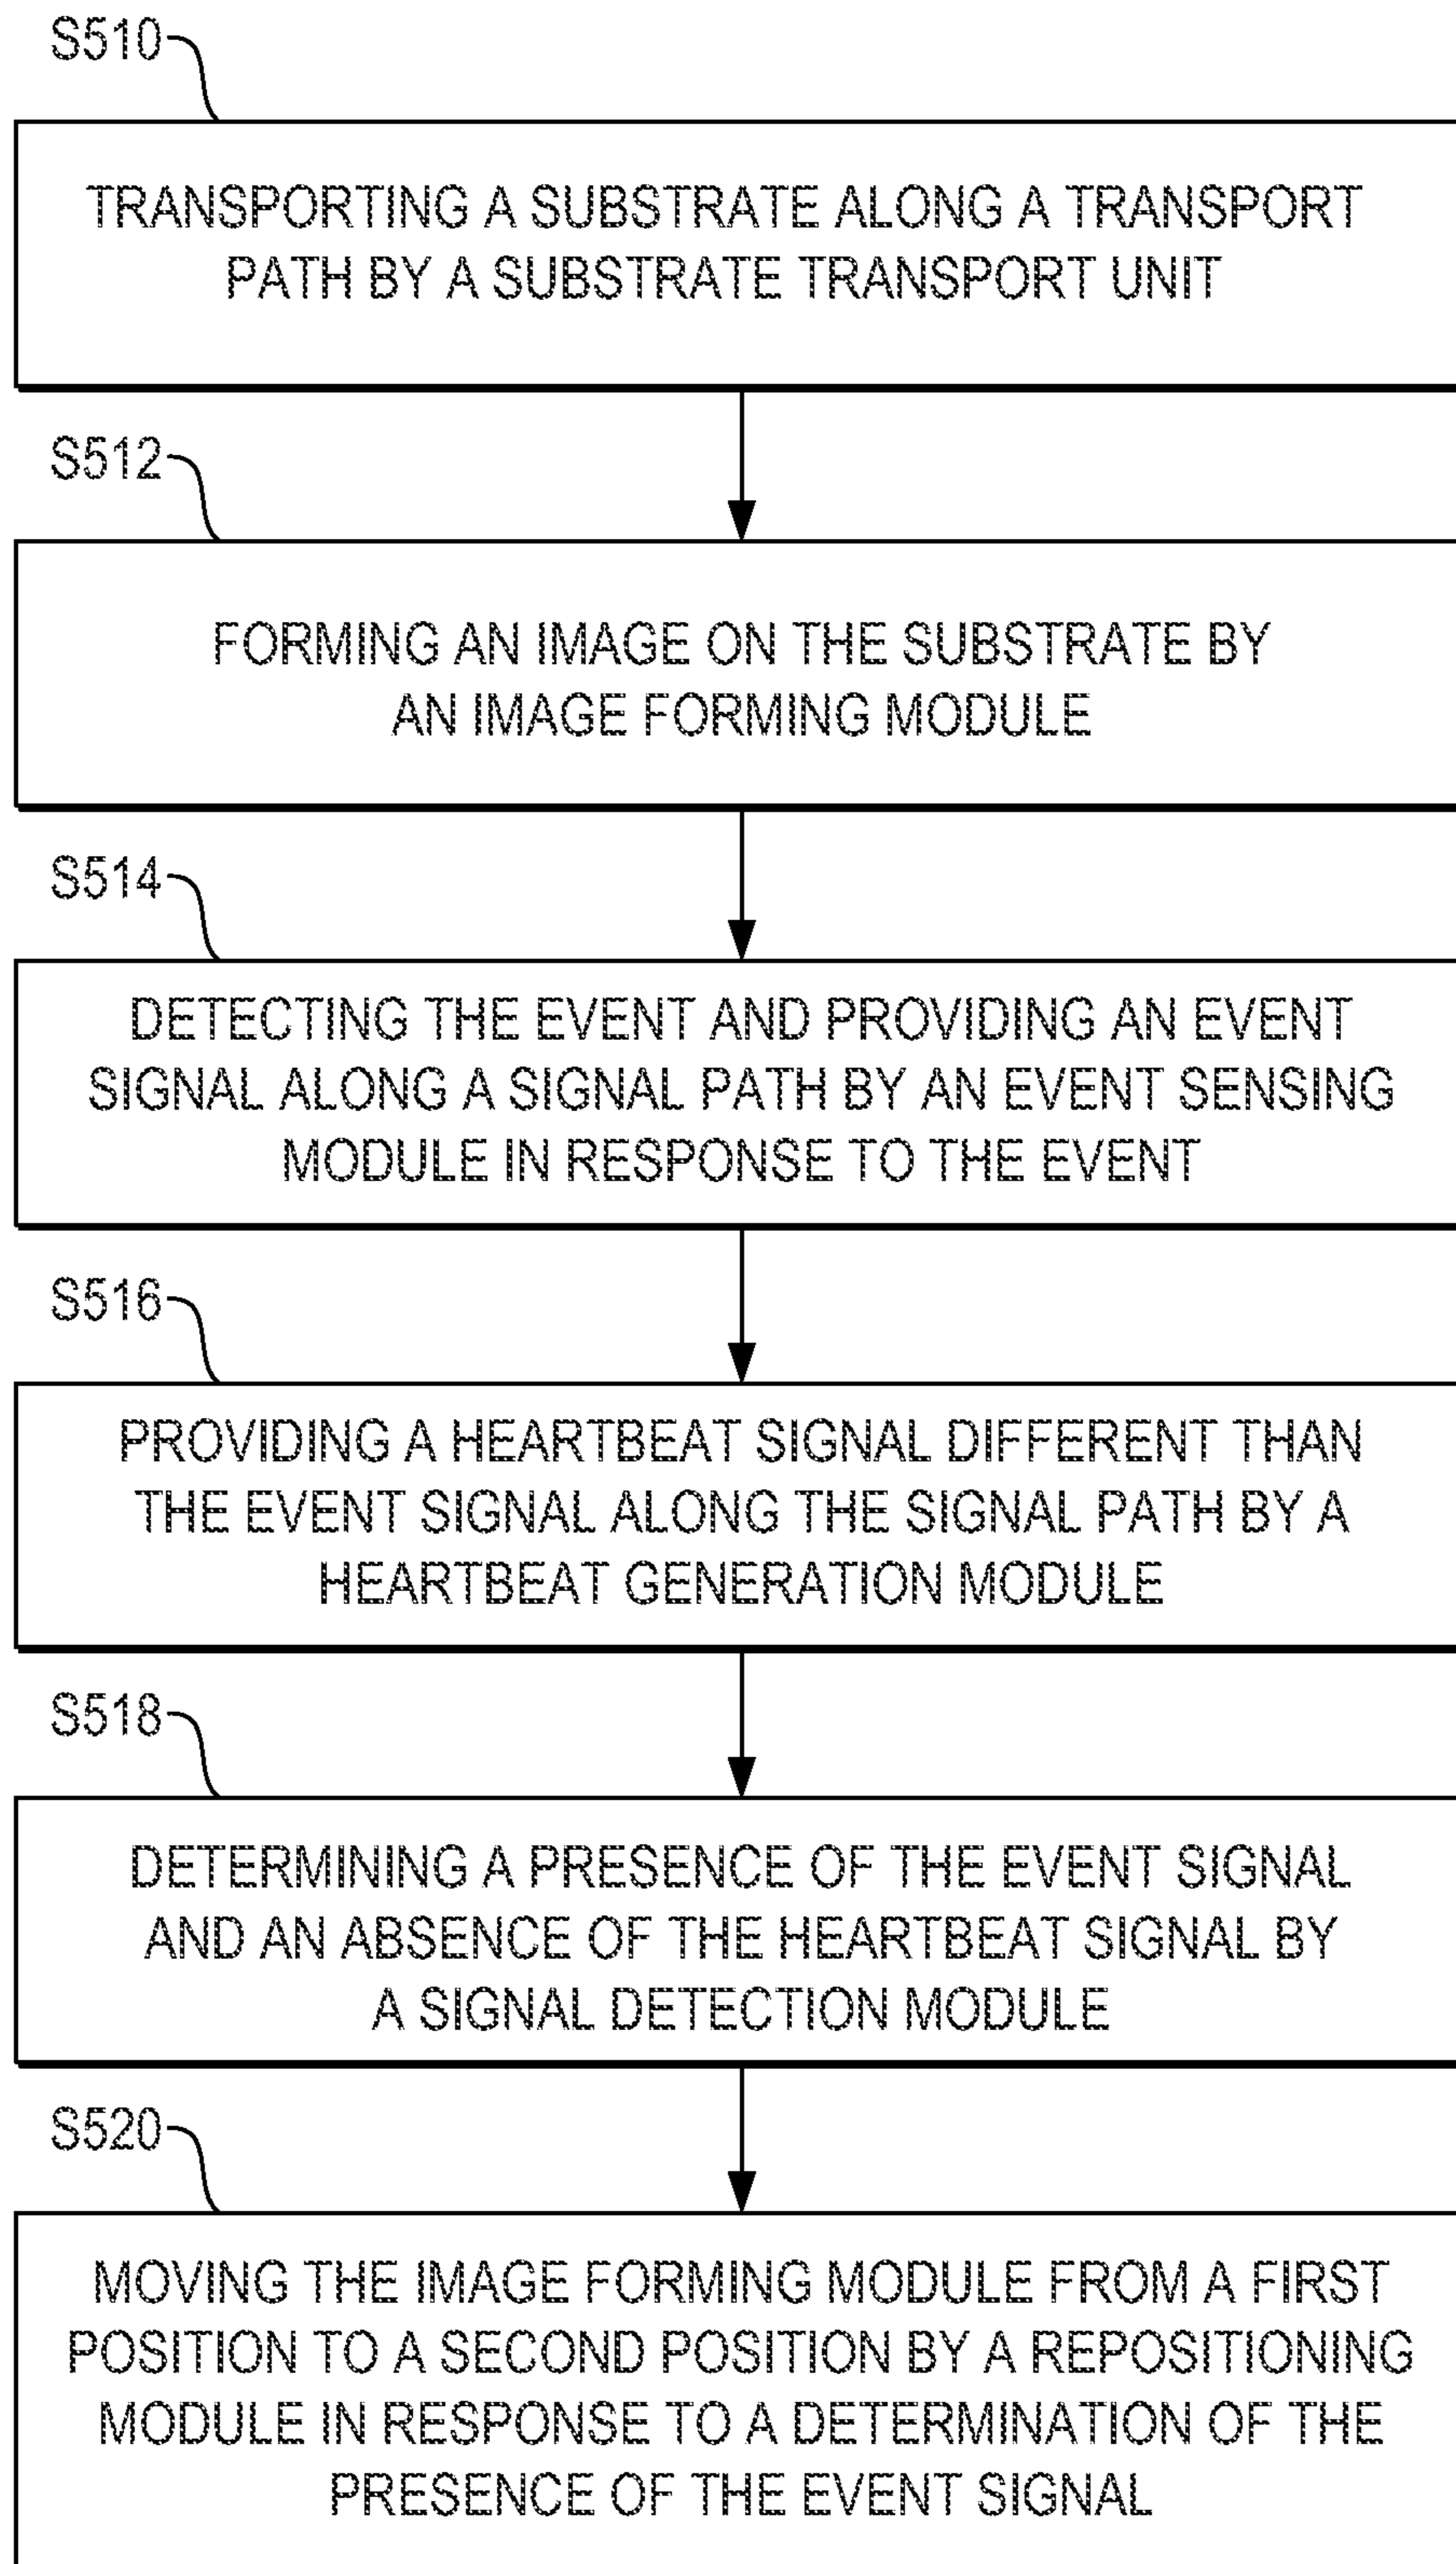 S510
TRANSPORTING A SUBSTRATE ALONG A TRANSPORT
PATH BY A SUBSTRATE TRANSPORT UNIT
S512
FORMING AN IMAGE ON THE SUBSTRATE BY
AN IMAGE FORMING MODULE
S514
DETECTING THE EVENT AND PROVIDING AN EVENT
SIGNAL ALONG A SIGNAL PATH BY AN EVENT SENSING
MODULE IN RESPONSE TO THE EVENT
S516
PROVIDING A HEARTBEAT SIGNAL DIFFERENT THAN
THE EVENT SIGNAL ALONG THE SIGNAL PATH BY A
HEARTBEAT GENERATION MODULE
S518
DETERMINING A PRESENCE OF THE EVENT SIGNAL
AND AN ABSENCE OF THE HEARTBEAT SIGNAL BY
A SIGNAL DETECTION MODULE
S520
MOVING THE IMAGE FORMING MODULE FROM A FIRST
POSITION TO A SECOND POSITION BY A REPOSITIONING
MODULE IN RESPONSE TO A DETERMINATION OF THE
PRESENCE OF THE EVENT SIGNAL